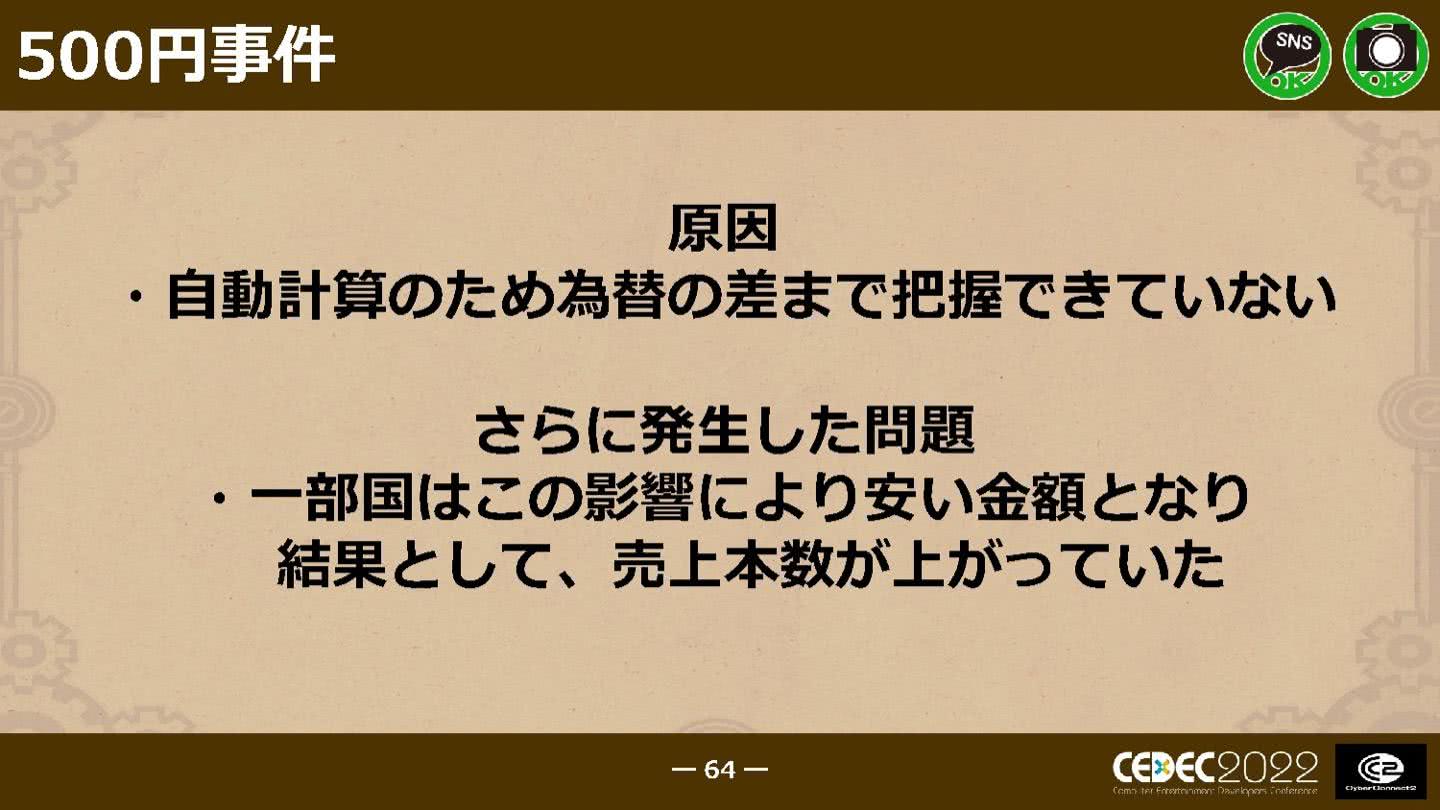 500円事件
SNS
OK
OK
原因
・自動計算のため為替の差まで把握できていない
さらに発生した問題
・一部国はこの影響により安い金額となり
結果として、売上本数が上がっていた
— 64 —
CEDEC2022
Computer Entertainment Developers Conference
CyberConnect2